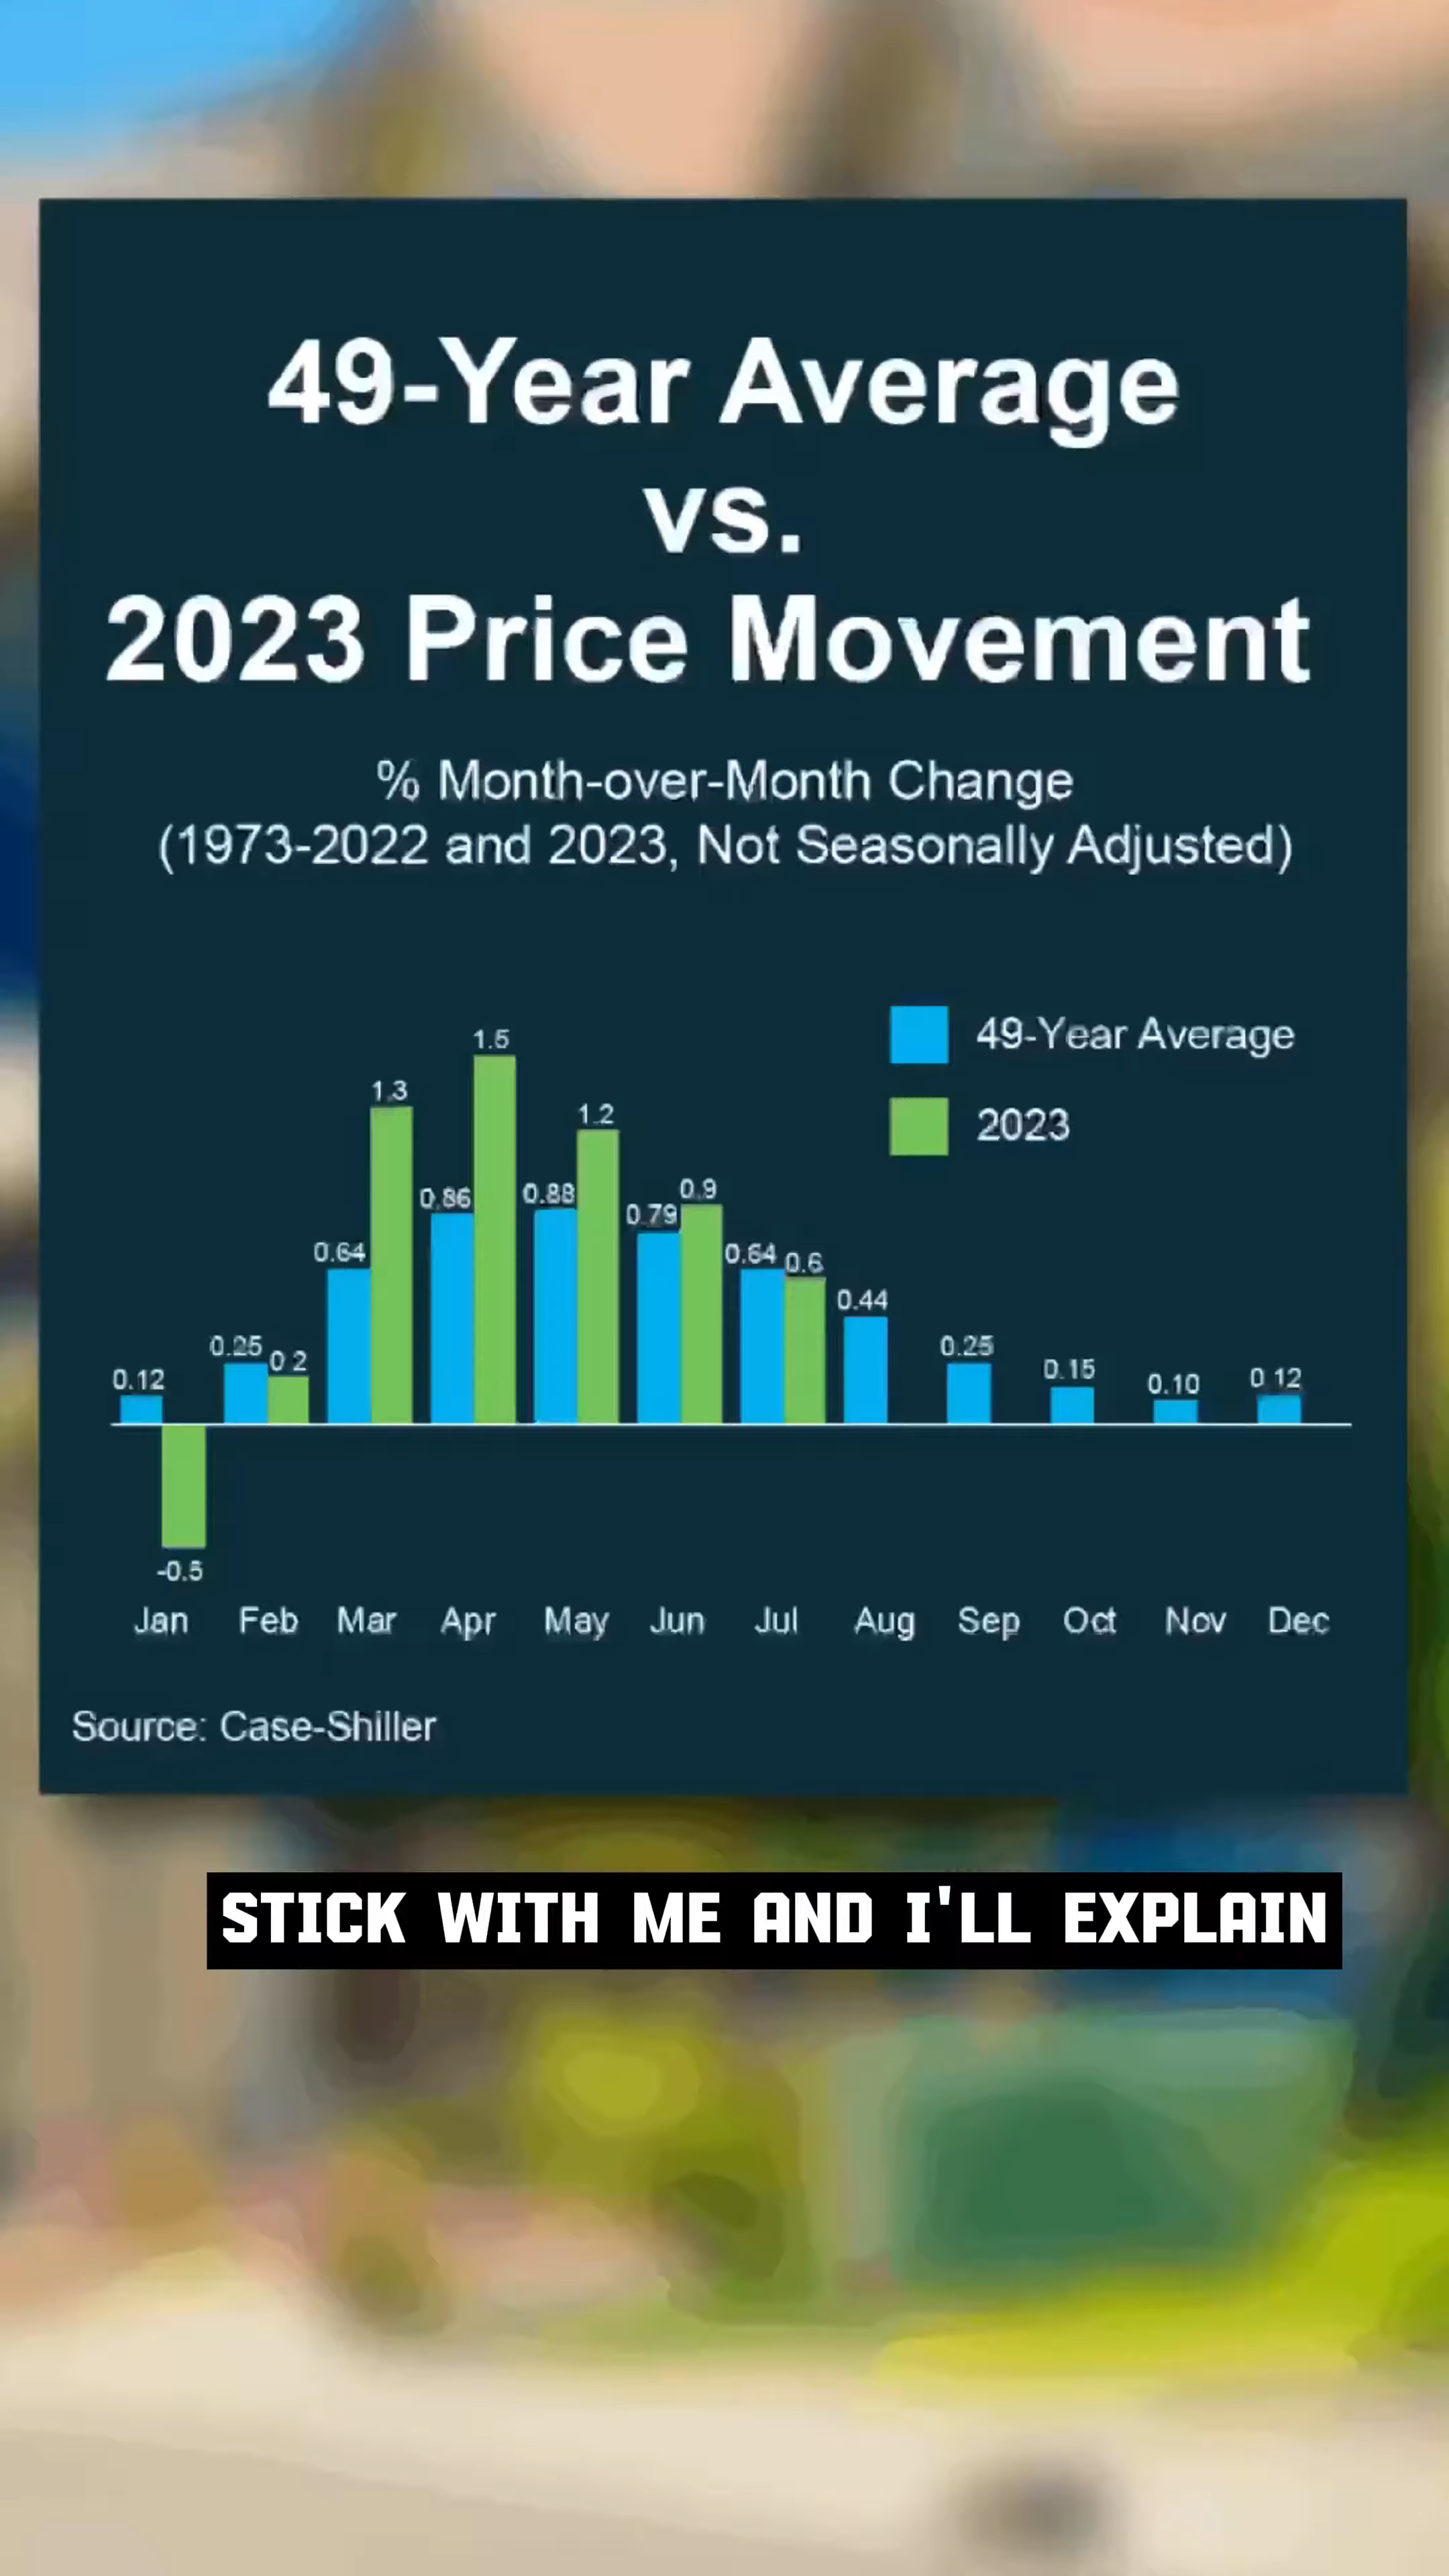 49-Year Average
vs.
2023 Price Movement
% Month-over-Month Change
(1973-2022 and 2023, Not Seasonally Adjusted)
49-Year Average
2023
0.12
-0.5
0.25
0.2
0.64
1.3
0.86
1.5
0.88
1.2
0.79
0.9
0.64
0.6
0.44
0.25
0.15
0.10
0.12
Jan Feb Mar Apr May Jun Jul Aug Sep Oct Nov Dec
Source: Case-Shiller
STICK WITH ME AND I'LL EXPLAIN